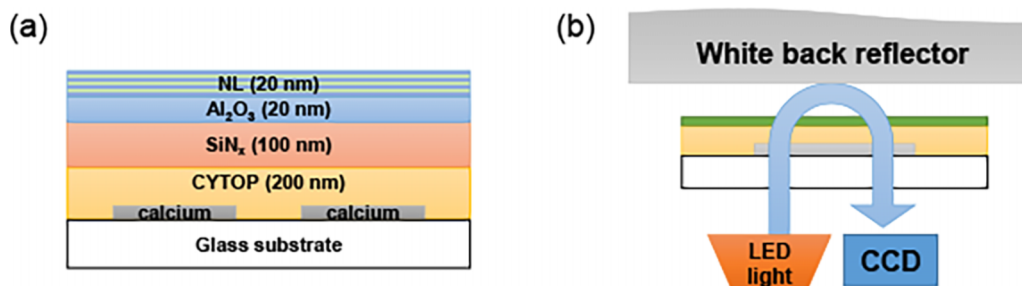 (a)
NL (20 nm)
Al₂O₃ (20 nm)
SiNₓ (100 nm)
CYTOP (200 nm)
calcium calcium
Glass substrate
(b)
White back reflector
LED
light
CCD